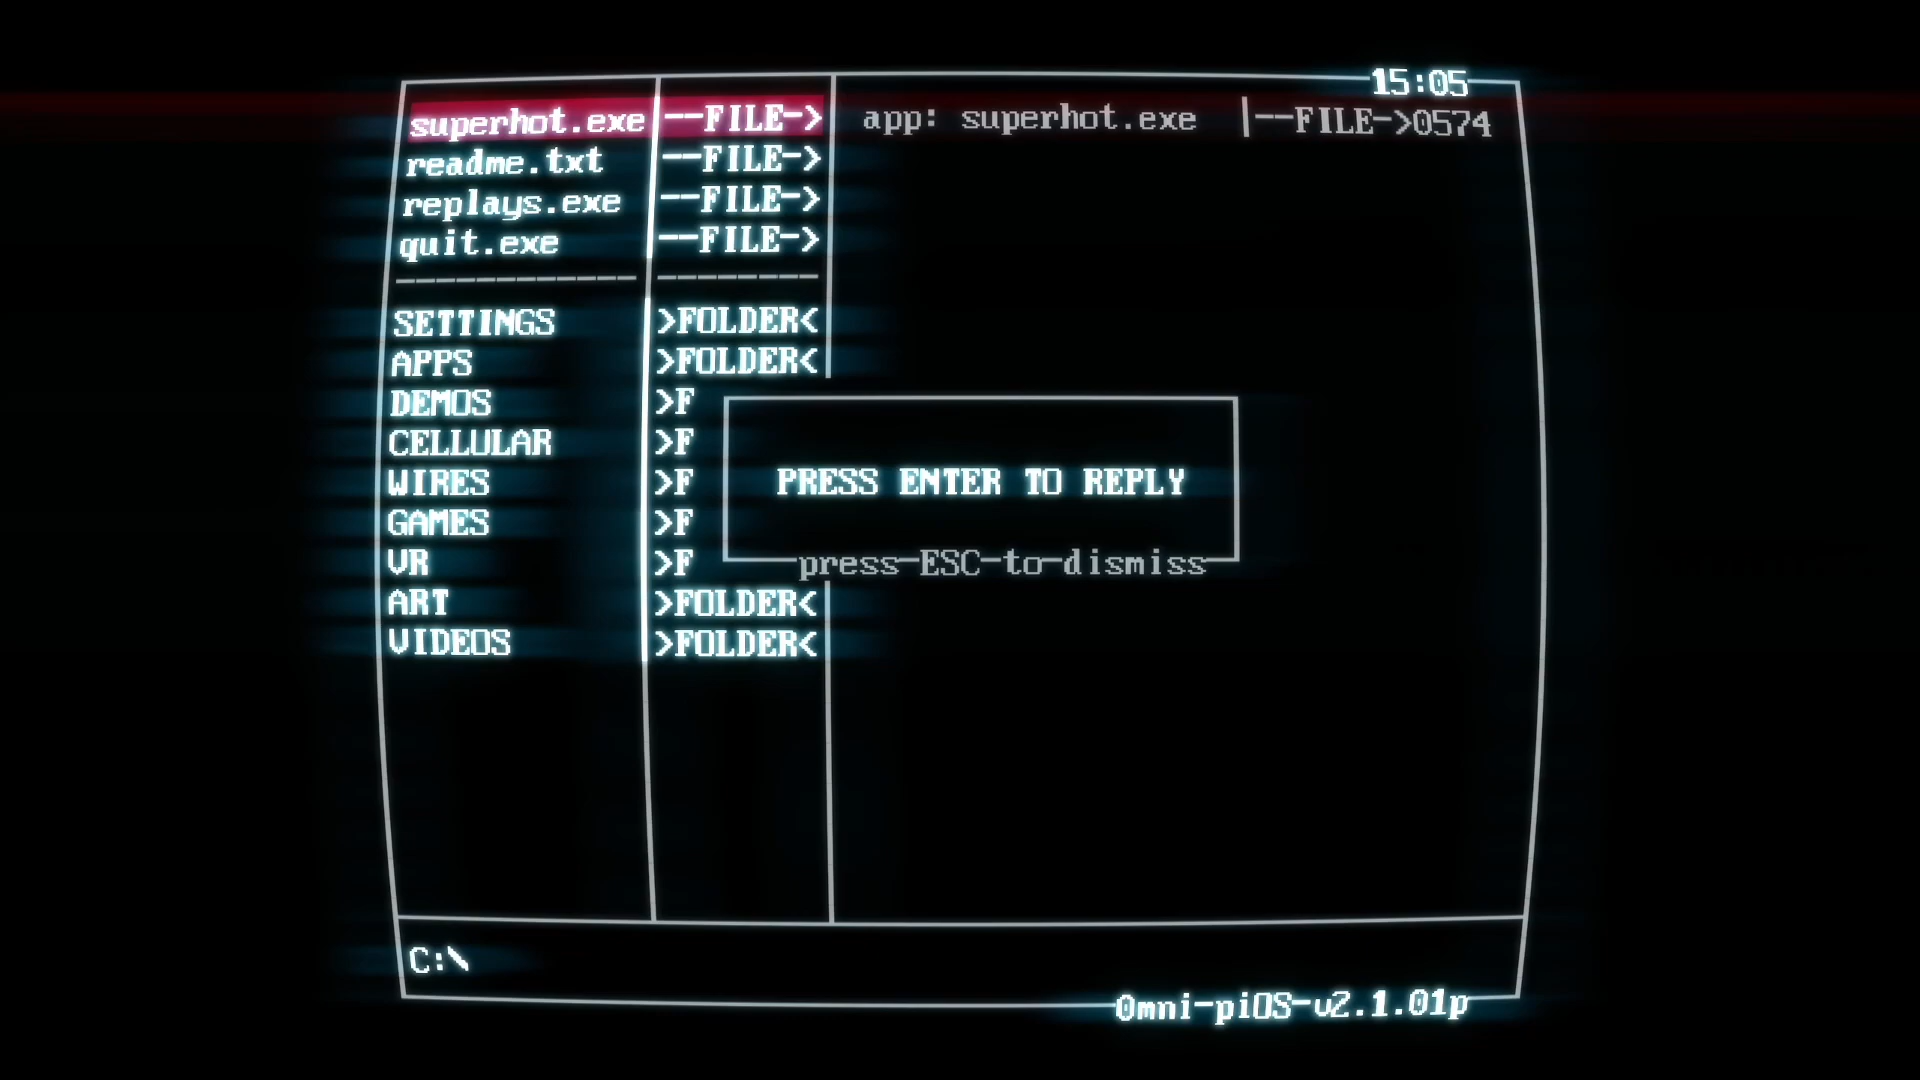 15:05
superhot.exe --FILE-> app: superhot.exe |--FILE->0574
readme.txt --FILE->
replays.exe --FILE->
quit.exe --FILE->
-------------- --------
SETTINGS >FOLDER<
APPS >FOLDER<
DEMOS >F
CELLULAR >F
WIRES >F
GAMES >F
VR >F
ART >FOLDER<
VIDEOS >FOLDER<
PRESS ENTER TO REPLY
press-ESC-to-dismiss
C:\
0mni-piOS-v2.1.01p